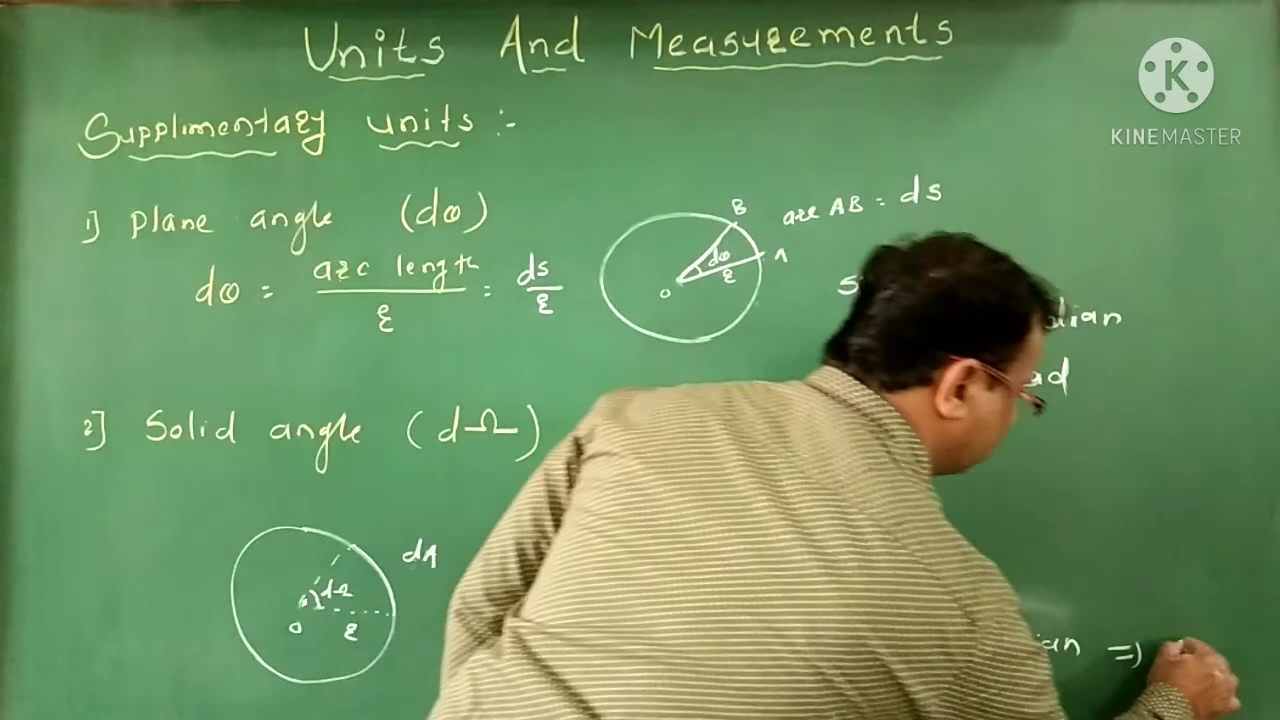 Units And Measurements
KINEMASTER
Supplimentary units :-
1] Plane angle (dθ)
dθ = arc length / r = ds / r
B
arc AB = ds
A
dθ
r
O
2] Solid angle (dΩ)
dA
dΩ
O
r
=)